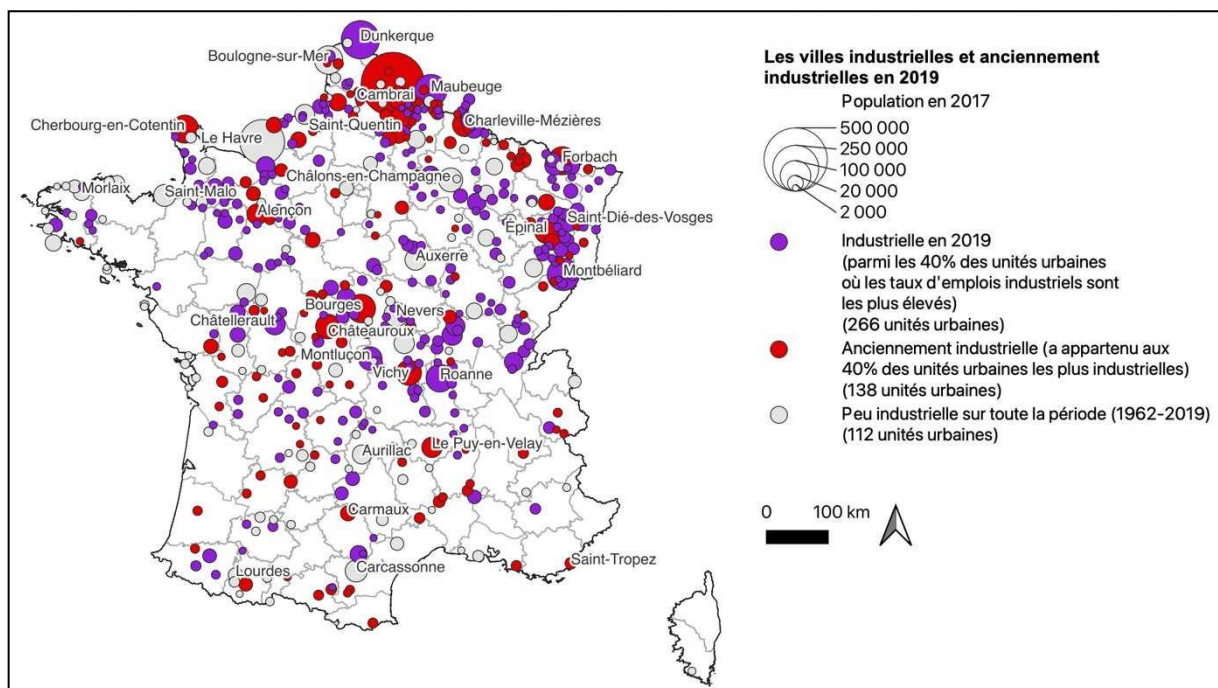 Dunkerque
Boulogne-sur-Mer
Maubeuge
Cambrai
Cherbourg-en-Cotentin
Saint-Quentin
Charleville-Mézières
Le Havre
Forbach
Châlons-en-Champagne
Morlaix
Saint-Malo
Alençon
Saint-Dié-des-Vosges
Épinal
Auxerre
Montbéliard
Bourges
Nevers
Châtellerault
Châteauroux
Montluçon
Vichy
Roanne
Le Puy-en-Velay
Aurillac
Carmaux
Saint-Tropez
Lourdes
Carcassonne
Les villes industrielles et anciennement
industrielles en 2019
Population en 2017
500 000
250 000
100 000
20 000
2 000
Industrielle en 2019
(parmi les 40% des unités urbaines
où les taux d'emplois industriels sont
les plus élevés)
(266 unités urbaines)
Anciennement industrielle (a appartenu aux
40% des unités urbaines les plus industrielles)
(138 unités urbaines)
Peu industrielle sur toute la période (1962-2019)
(112 unités urbaines)
0 100 km